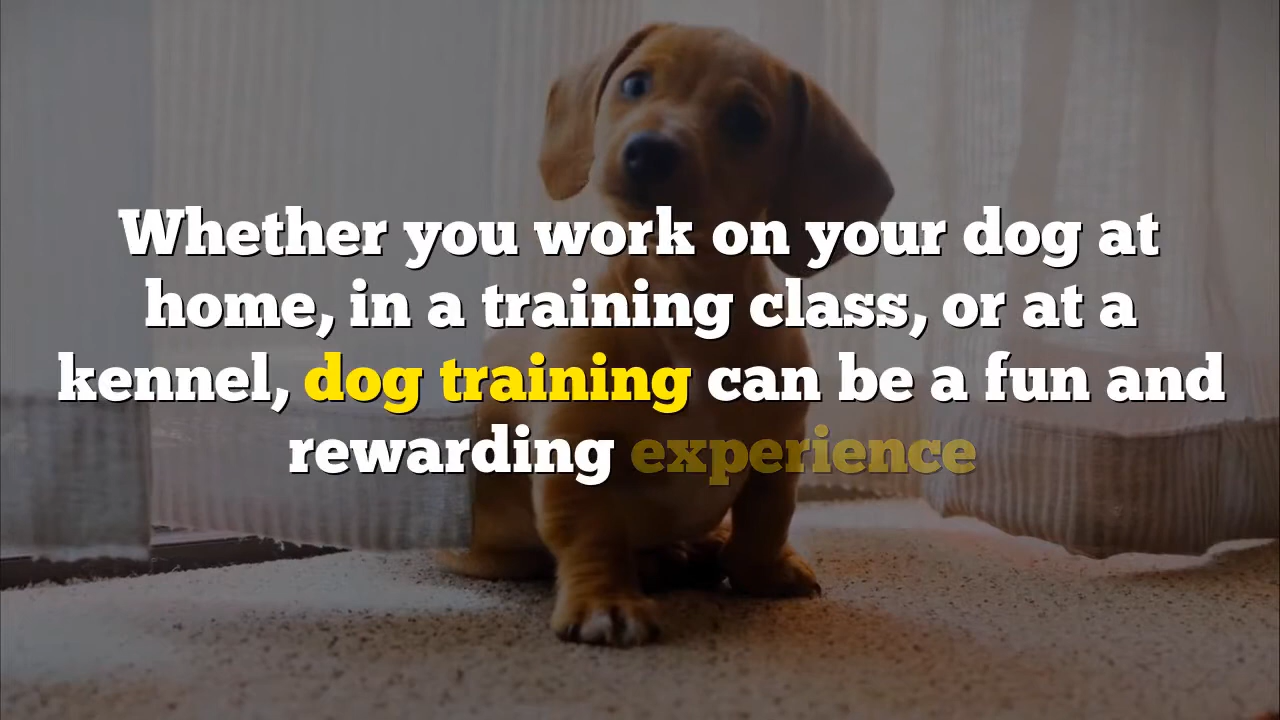 Whether you work on your dog at
home, in a training class, or at a
kennel, dog training can be a fun and
rewarding experience